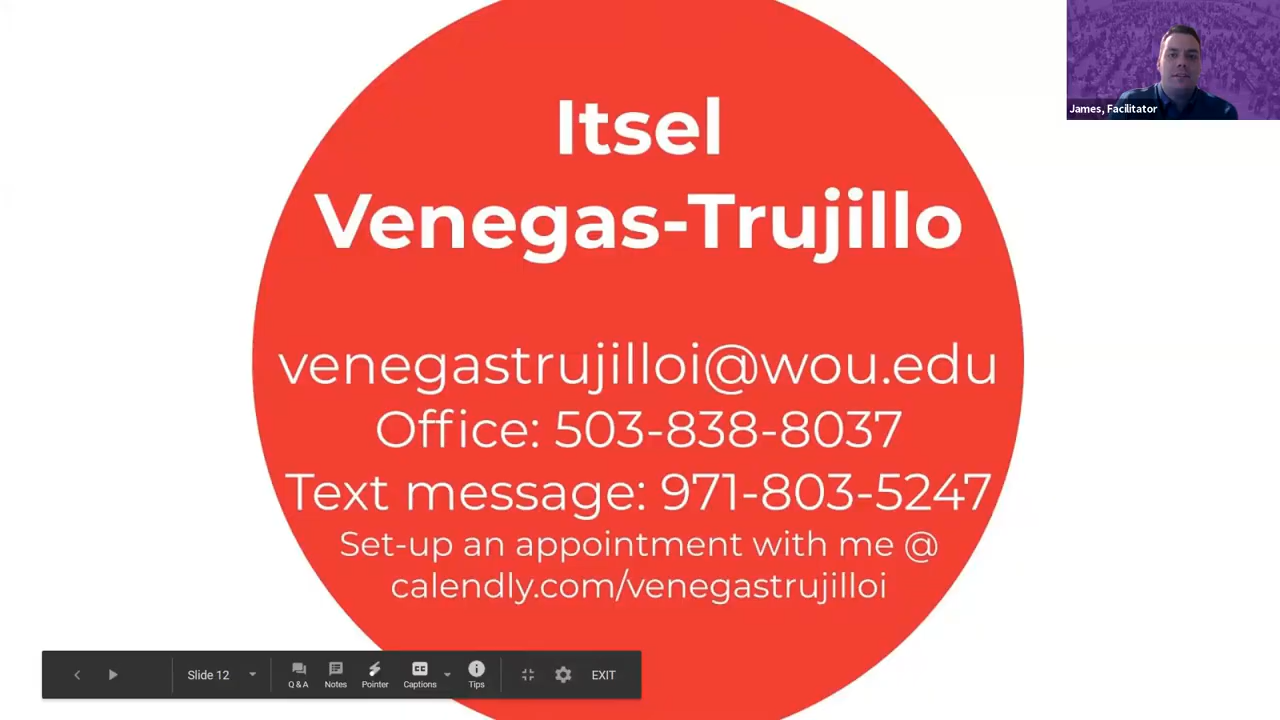 James, Facilitator
Itsel
Venegas-Trujillo
venegastrujilloi@wou.edu
Office: 503-838-8037
Text message: 971-803-5247
Set-up an appointment with me @
calendly.com/venegastrujilloi
Slide 12
Q & A
Notes
Pointer
Captions
Tips
EXIT